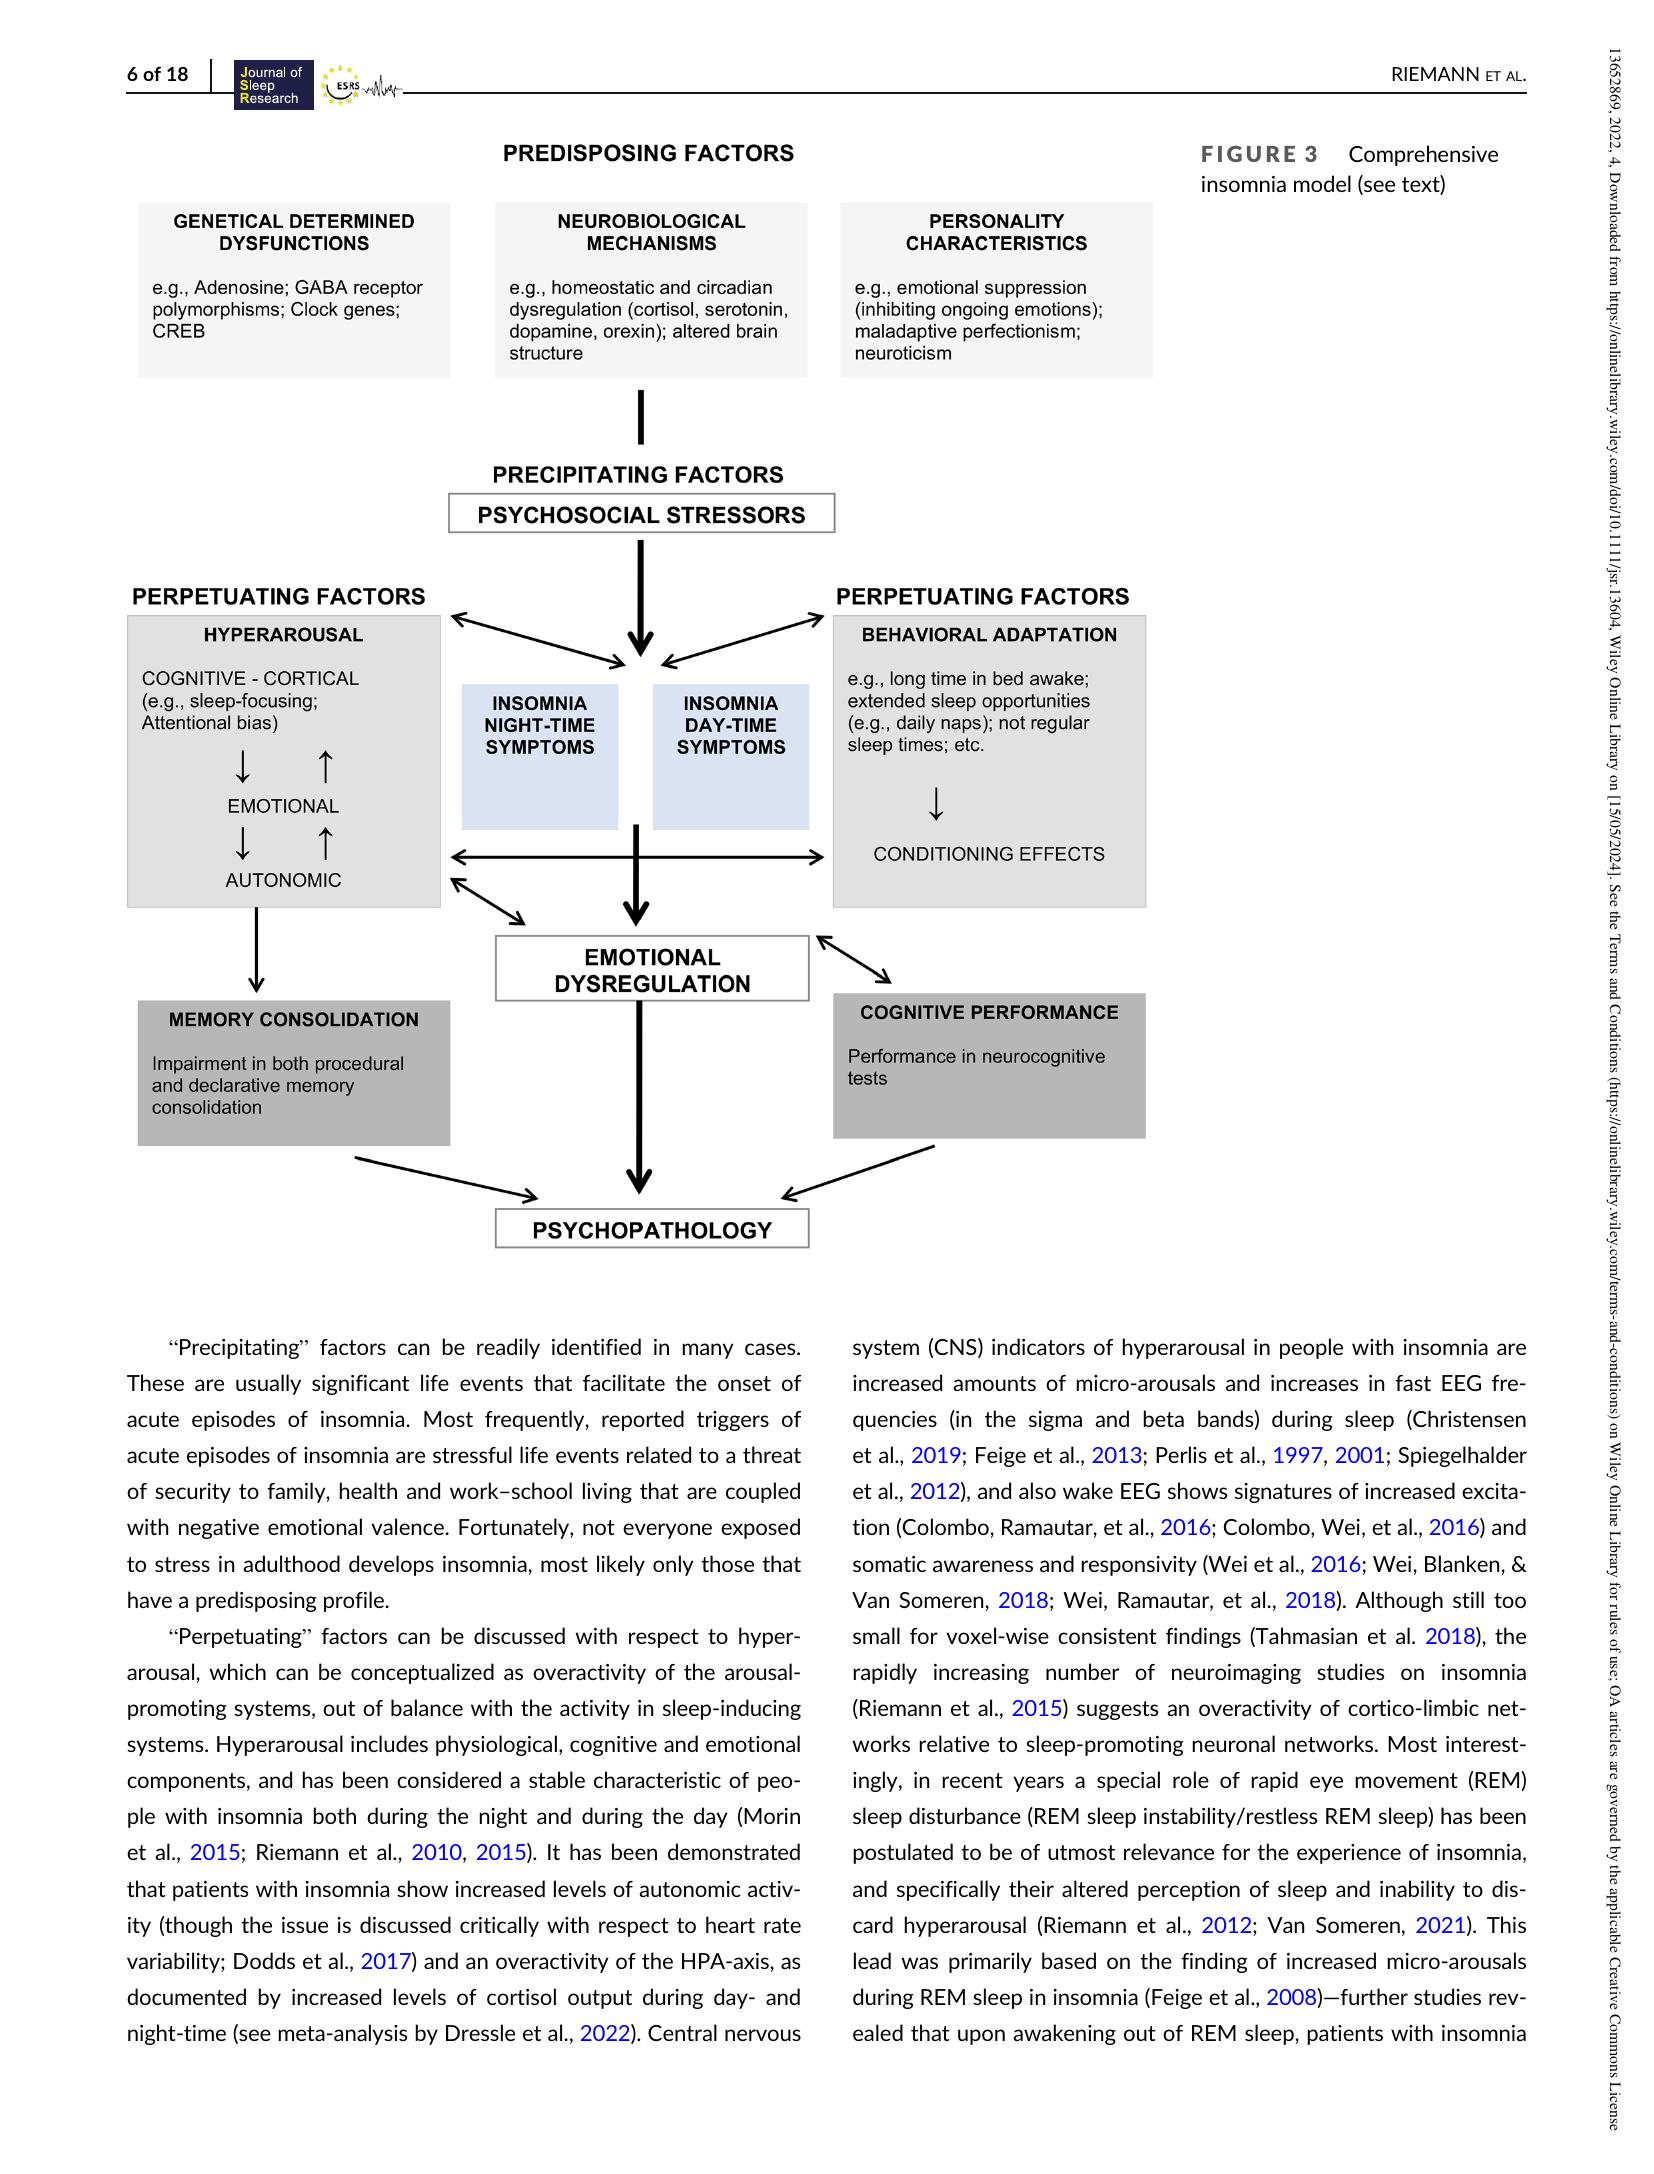 6 of 18
Journal of
Sleep
Research
ESRS
RIEMANN ET AL.
PREDISPOSING FACTORS
FIGURE 3 Comprehensive
insomnia model (see text)
GENETICAL DETERMINED
DYSFUNCTIONS
e.g., Adenosine; GABA receptor
polymorphisms; Clock genes;
CREB
NEUROBIOLOGICAL
MECHANISMS
e.g., homeostatic and circadian
dysregulation (cortisol, serotonin,
dopamine, orexin); altered brain
structure
PERSONALITY
CHARACTERISTICS
e.g., emotional suppression
(inhibiting ongoing emotions);
maladaptive perfectionism;
neuroticism
PRECIPITATING FACTORS
PSYCHOSOCIAL STRESSORS
PERPETUATING FACTORS
HYPERAROUSAL
COGNITIVE - CORTICAL
(e.g., sleep-focusing;
Attentional bias)
↓ ↑
EMOTIONAL
↓ ↑
AUTONOMIC
INSOMNIA
NIGHT-TIME
SYMPTOMS
INSOMNIA
DAY-TIME
SYMPTOMS
PERPETUATING FACTORS
BEHAVIORAL ADAPTATION
e.g., long time in bed awake;
extended sleep opportunities
(e.g., daily naps); not regular
sleep times; etc.
↓
CONDITIONING EFFECTS
EMOTIONAL
DYSREGULATION
MEMORY CONSOLIDATION
Impairment in both procedural
and declarative memory
consolidation
COGNITIVE PERFORMANCE
Performance in neurocognitive
tests
PSYCHOPATHOLOGY
“Precipitating” factors can be readily identified in many cases.
These are usually significant life events that facilitate the onset of
acute episodes of insomnia. Most frequently, reported triggers of
acute episodes of insomnia are stressful life events related to a threat
of security to family, health and work–school living that are coupled
with negative emotional valence. Fortunately, not everyone exposed
to stress in adulthood develops insomnia, most likely only those that
have a predisposing profile.
“Perpetuating” factors can be discussed with respect to hyper-
arousal, which can be conceptualized as overactivity of the arousal-
promoting systems, out of balance with the activity in sleep-inducing
systems. Hyperarousal includes physiological, cognitive and emotional
components, and has been considered a stable characteristic of peo-
ple with insomnia both during the night and during the day (Morin
et al., 2015; Riemann et al., 2010, 2015). It has been demonstrated
that patients with insomnia show increased levels of autonomic activ-
ity (though the issue is discussed critically with respect to heart rate
variability; Dodds et al., 2017) and an overactivity of the HPA-axis, as
documented by increased levels of cortisol output during day- and
night-time (see meta-analysis by Dressle et al., 2022). Central nervous
system (CNS) indicators of hyperarousal in people with insomnia are
increased amounts of micro-arousals and increases in fast EEG fre-
quencies (in the sigma and beta bands) during sleep (Christensen
et al., 2019; Feige et al., 2013; Perlis et al., 1997, 2001; Spiegelhalder
et al., 2012), and also wake EEG shows signatures of increased excita-
tion (Colombo, Ramautar, et al., 2016; Colombo, Wei, et al., 2016) and
somatic awareness and responsivity (Wei et al., 2016; Wei, Blanken, &
Van Someren, 2018; Wei, Ramautar, et al., 2018). Although still too
small for voxel-wise consistent findings (Tahmasian et al. 2018), the
rapidly increasing number of neuroimaging studies on insomnia
(Riemann et al., 2015) suggests an overactivity of cortico-limbic net-
works relative to sleep-promoting neuronal networks. Most interest-
ingly, in recent years a special role of rapid eye movement (REM)
sleep disturbance (REM sleep instability/restless REM sleep) has been
postulated to be of utmost relevance for the experience of insomnia,
and specifically their altered perception of sleep and inability to dis-
card hyperarousal (Riemann et al., 2012; Van Someren, 2021). This
lead was primarily based on the finding of increased micro-arousals
during REM sleep in insomnia (Feige et al., 2008)—further studies rev-
ealed that upon awakening out of REM sleep, patients with insomnia
13652869, 2022, 4, Downloaded from https://onlinelibrary.wiley.com/doi/10.1111/jsr.13604, Wiley Online Library on [15/05/2024]. See the Terms and Conditions (https://onlinelibrary.wiley.com/terms-and-conditions) on Wiley Online Library for rules of use; OA articles are governed by the applicable Creative Commons License